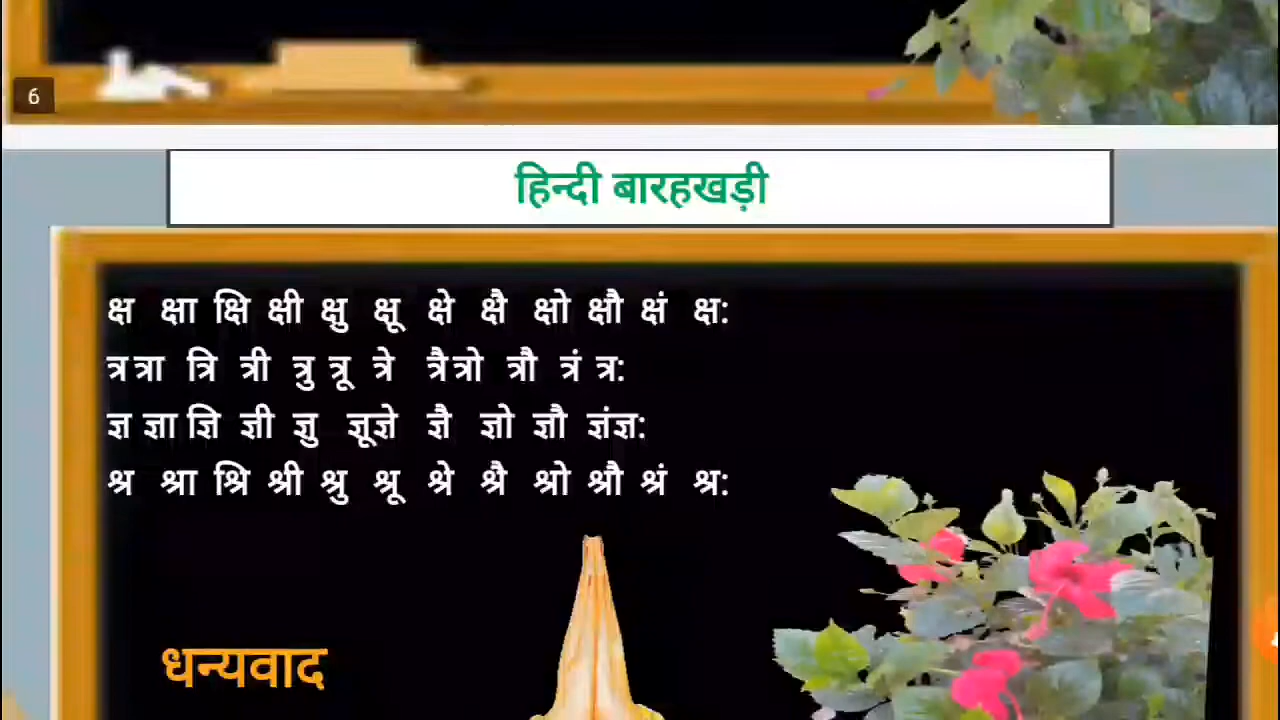 6
हिन्दी बारहखड़ी
क्ष क्षा क्षि क्षी क्षु क्षू क्षे क्षै क्षो क्षौ क्षं क्ष:
त्र त्रा त्रि त्री त्रु त्रू त्रे त्रै त्रो त्रौ त्रं त्र:
ज्ञ ज्ञा ज्ञि ज्ञी ज्ञु ज्ञू ज्ञे ज्ञै ज्ञो ज्ञौ ज्ञं ज्ञ:
श्र श्रा श्रि श्री श्रु श्रू श्रे श्रै श्रो श्रौ श्रं श्र:
धन्यवाद